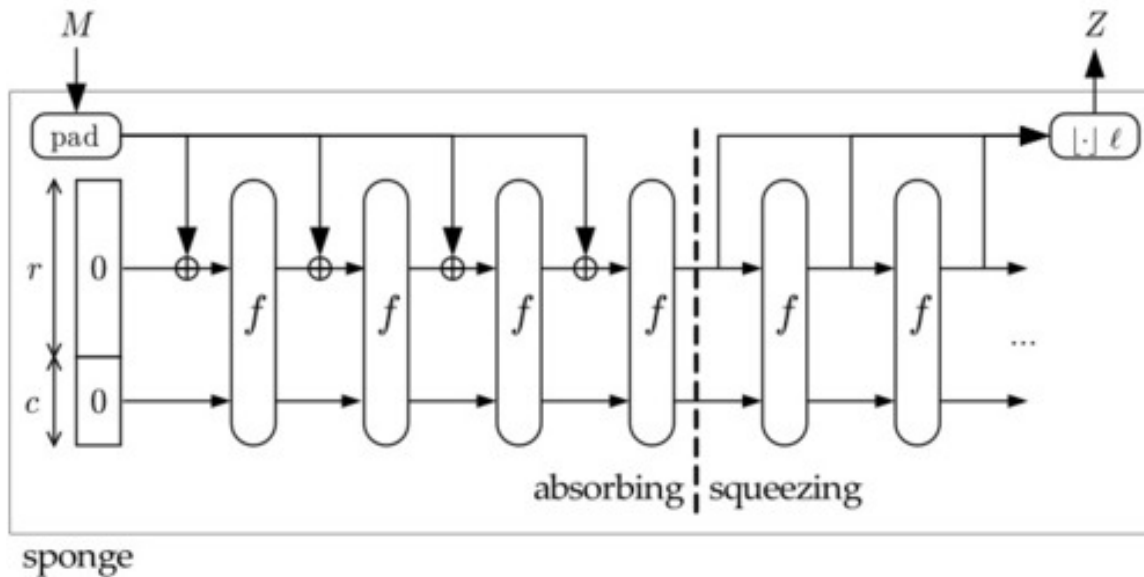 M Z
pad ⌊·⌋ ℓ
r 0 f f f f f f
...
c 0
absorbing squeezing
sponge